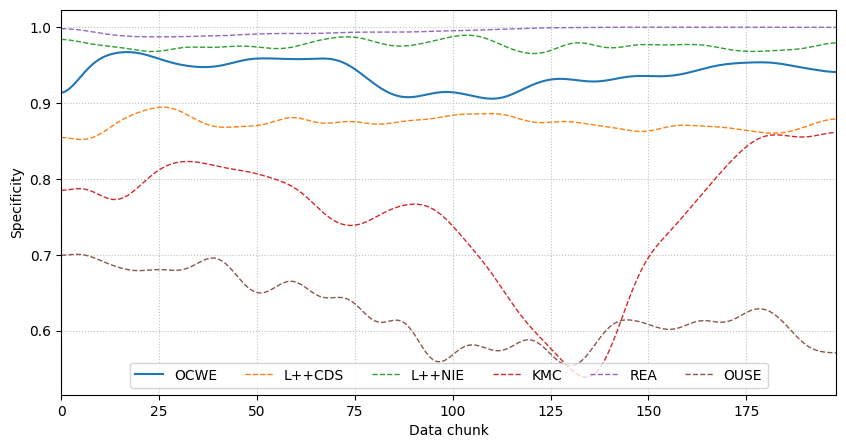 1.0
0.9
0.8
0.7
0.6
Specificity
OCWE L++CDS L++NIE KMC REA OUSE
0 25 50 75 100 125 150 175
Data chunk